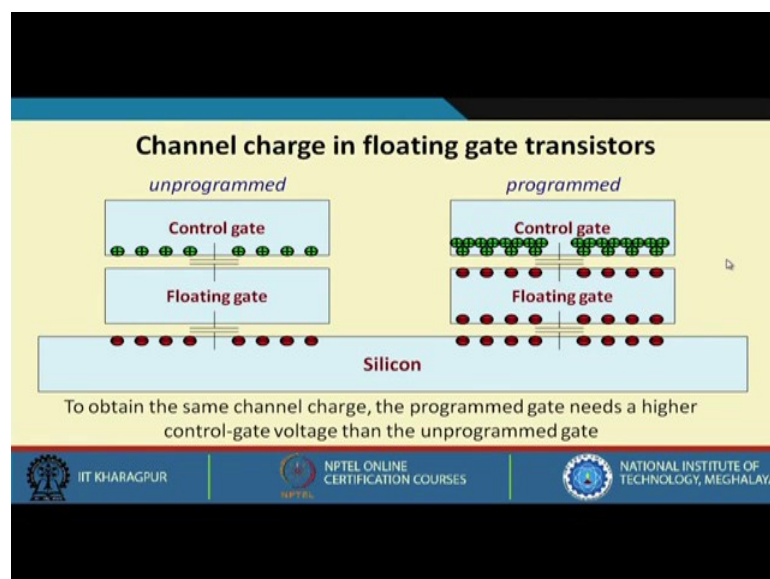 Channel charge in floating gate transistors
unprogrammed
programmed
Control gate
Control gate
Floating gate
Floating gate
Silicon
To obtain the same channel charge, the programmed gate needs a higher
control-gate voltage than the unprogrammed gate
IIT KHARAGPUR
NPTEL
NPTEL ONLINE
CERTIFICATION COURSES
NATIONAL INSTITUTE OF
TECHNOLOGY, MEGHALAYA